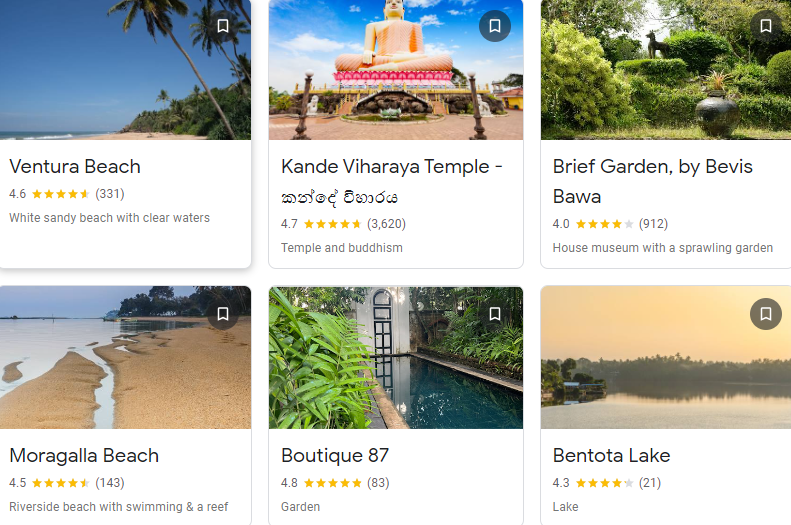 Ventura Beach
4.6 (331)
White sandy beach with clear waters
Kande Viharaya Temple -
කන්දේ විහාරය
4.7 (3,620)
Temple and buddhism
Brief Garden, by Bevis
Bawa
4.0 (912)
House museum with a sprawling garden
Moragalla Beach
4.5 (143)
Riverside beach with swimming & a reef
Boutique 87
4.8 (83)
Garden
Bentota Lake
4.3 (21)
Lake